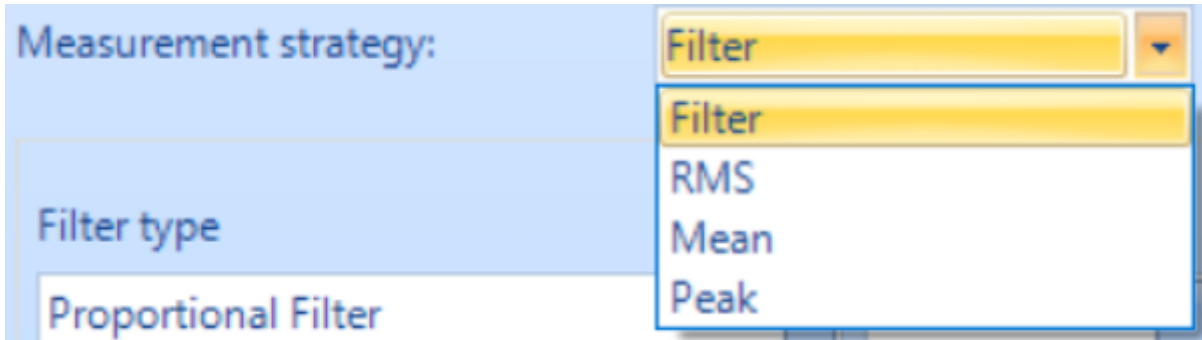 Measurement strategy: Filter
Filter
RMS
Filter type
Mean
Proportional Filter
Peak